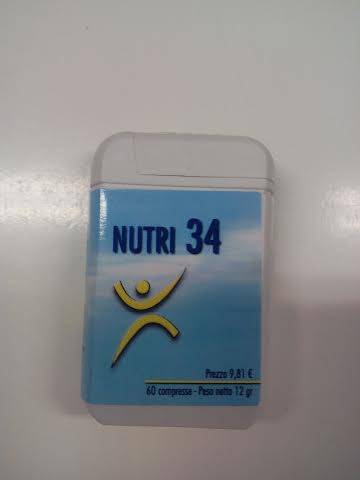 NUTRI 34
Prezzo 9,81 €
60 compresse - Peso netto 12 gr